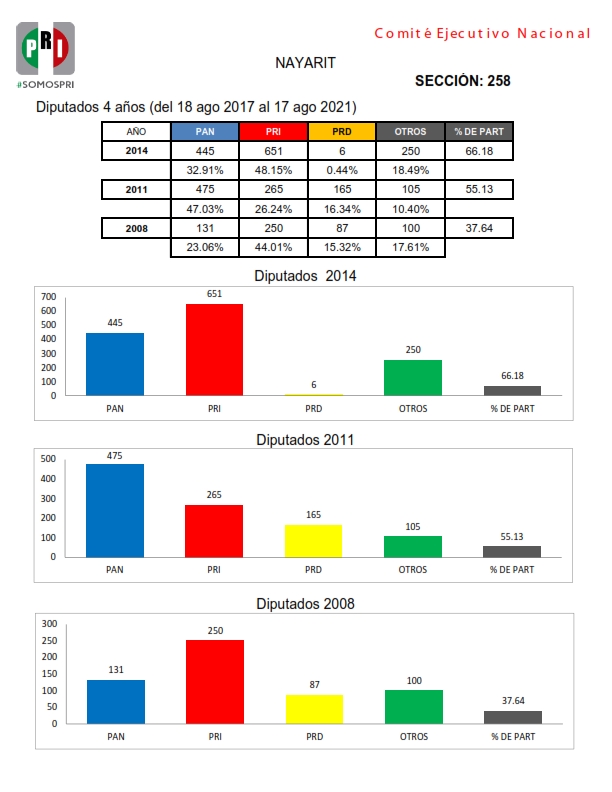 Comité Ejecutivo Nacional
PRI
#SOMOSPRI
NAYARIT
SECCIÓN: 258
Diputados 4 años (del 18 ago 2017 al 17 ago 2021)
AÑO PAN PRI PRD OTROS % DE PART
2014 445 651 6 250 66.18
32.91% 48.15% 0.44% 18.49%
2011 475 265 165 105 55.13
47.03% 26.24% 16.34% 10.40%
2008 131 250 87 100 37.64
23.06% 44.01% 15.32% 17.61%
Diputados 2014
700
600
500
400
300
200
100
0
445 651 6 250 66.18
PAN PRI PRD OTROS % DE PART
Diputados 2011
500
400
300
200
100
0
475 265 165 105 55.13
PAN PRI PRD OTROS % DE PART
Diputados 2008
300
250
200
150
100
50
0
131 250 87 100 37.64
PAN PRI PRD OTROS % DE PART